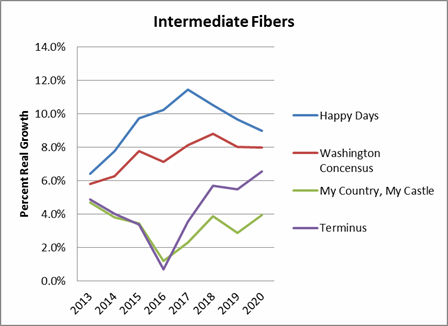 Intermediate Fibers
Percent Real Growth
14.0%
12.0%
10.0%
8.0%
6.0%
4.0%
2.0%
0.0%
2013 2014 2015 2016 2017 2018 2019 2020
Happy Days
Washington
Concensus
My Country, My Castle
Terminus